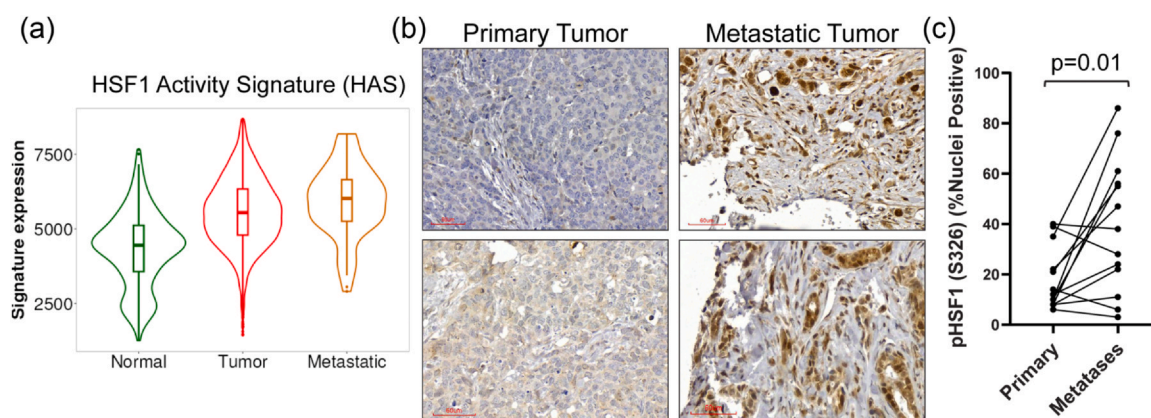 (a)
HSF1 Activity Signature (HAS)
Signature expression
7500
5000
2500
Normal
Tumor
Metastatic
(b)
Primary Tumor
Metastatic Tumor
60um
(c)
p=0.01
pHSF1 (S326) (%Nuclei Positive)
100
80
60
40
20
0
Primary
Metatases